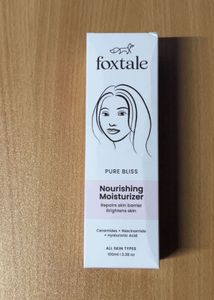 foxtale
PURE BLISS
Nourishing
Moisturizer
Repairs skin barrier
Brightens skin
Ceramides + Niacinamide
+ Hyaluronic Acid
ALL SKIN TYPES
100ml | 3.38 oz